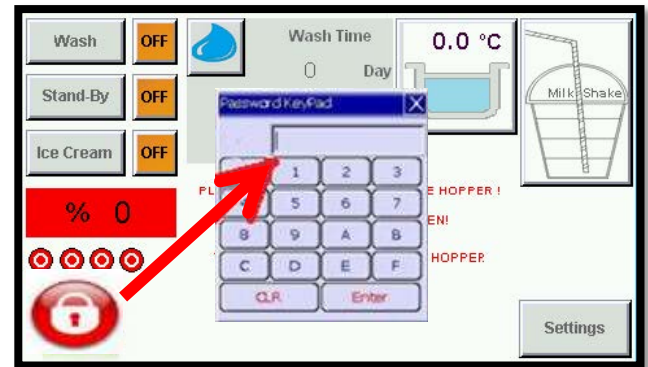 Wash OFF
Wash Time
0 Day
0.0 °C
Stand-By OFF
Milk Shake
Password KeyPad X
Ice Cream OFF
1 2 3
PL E HOPPER !
5 6 7
% 0
EN!
8 9 A B
HOPPER
C D E F
CLR Enter
Settings